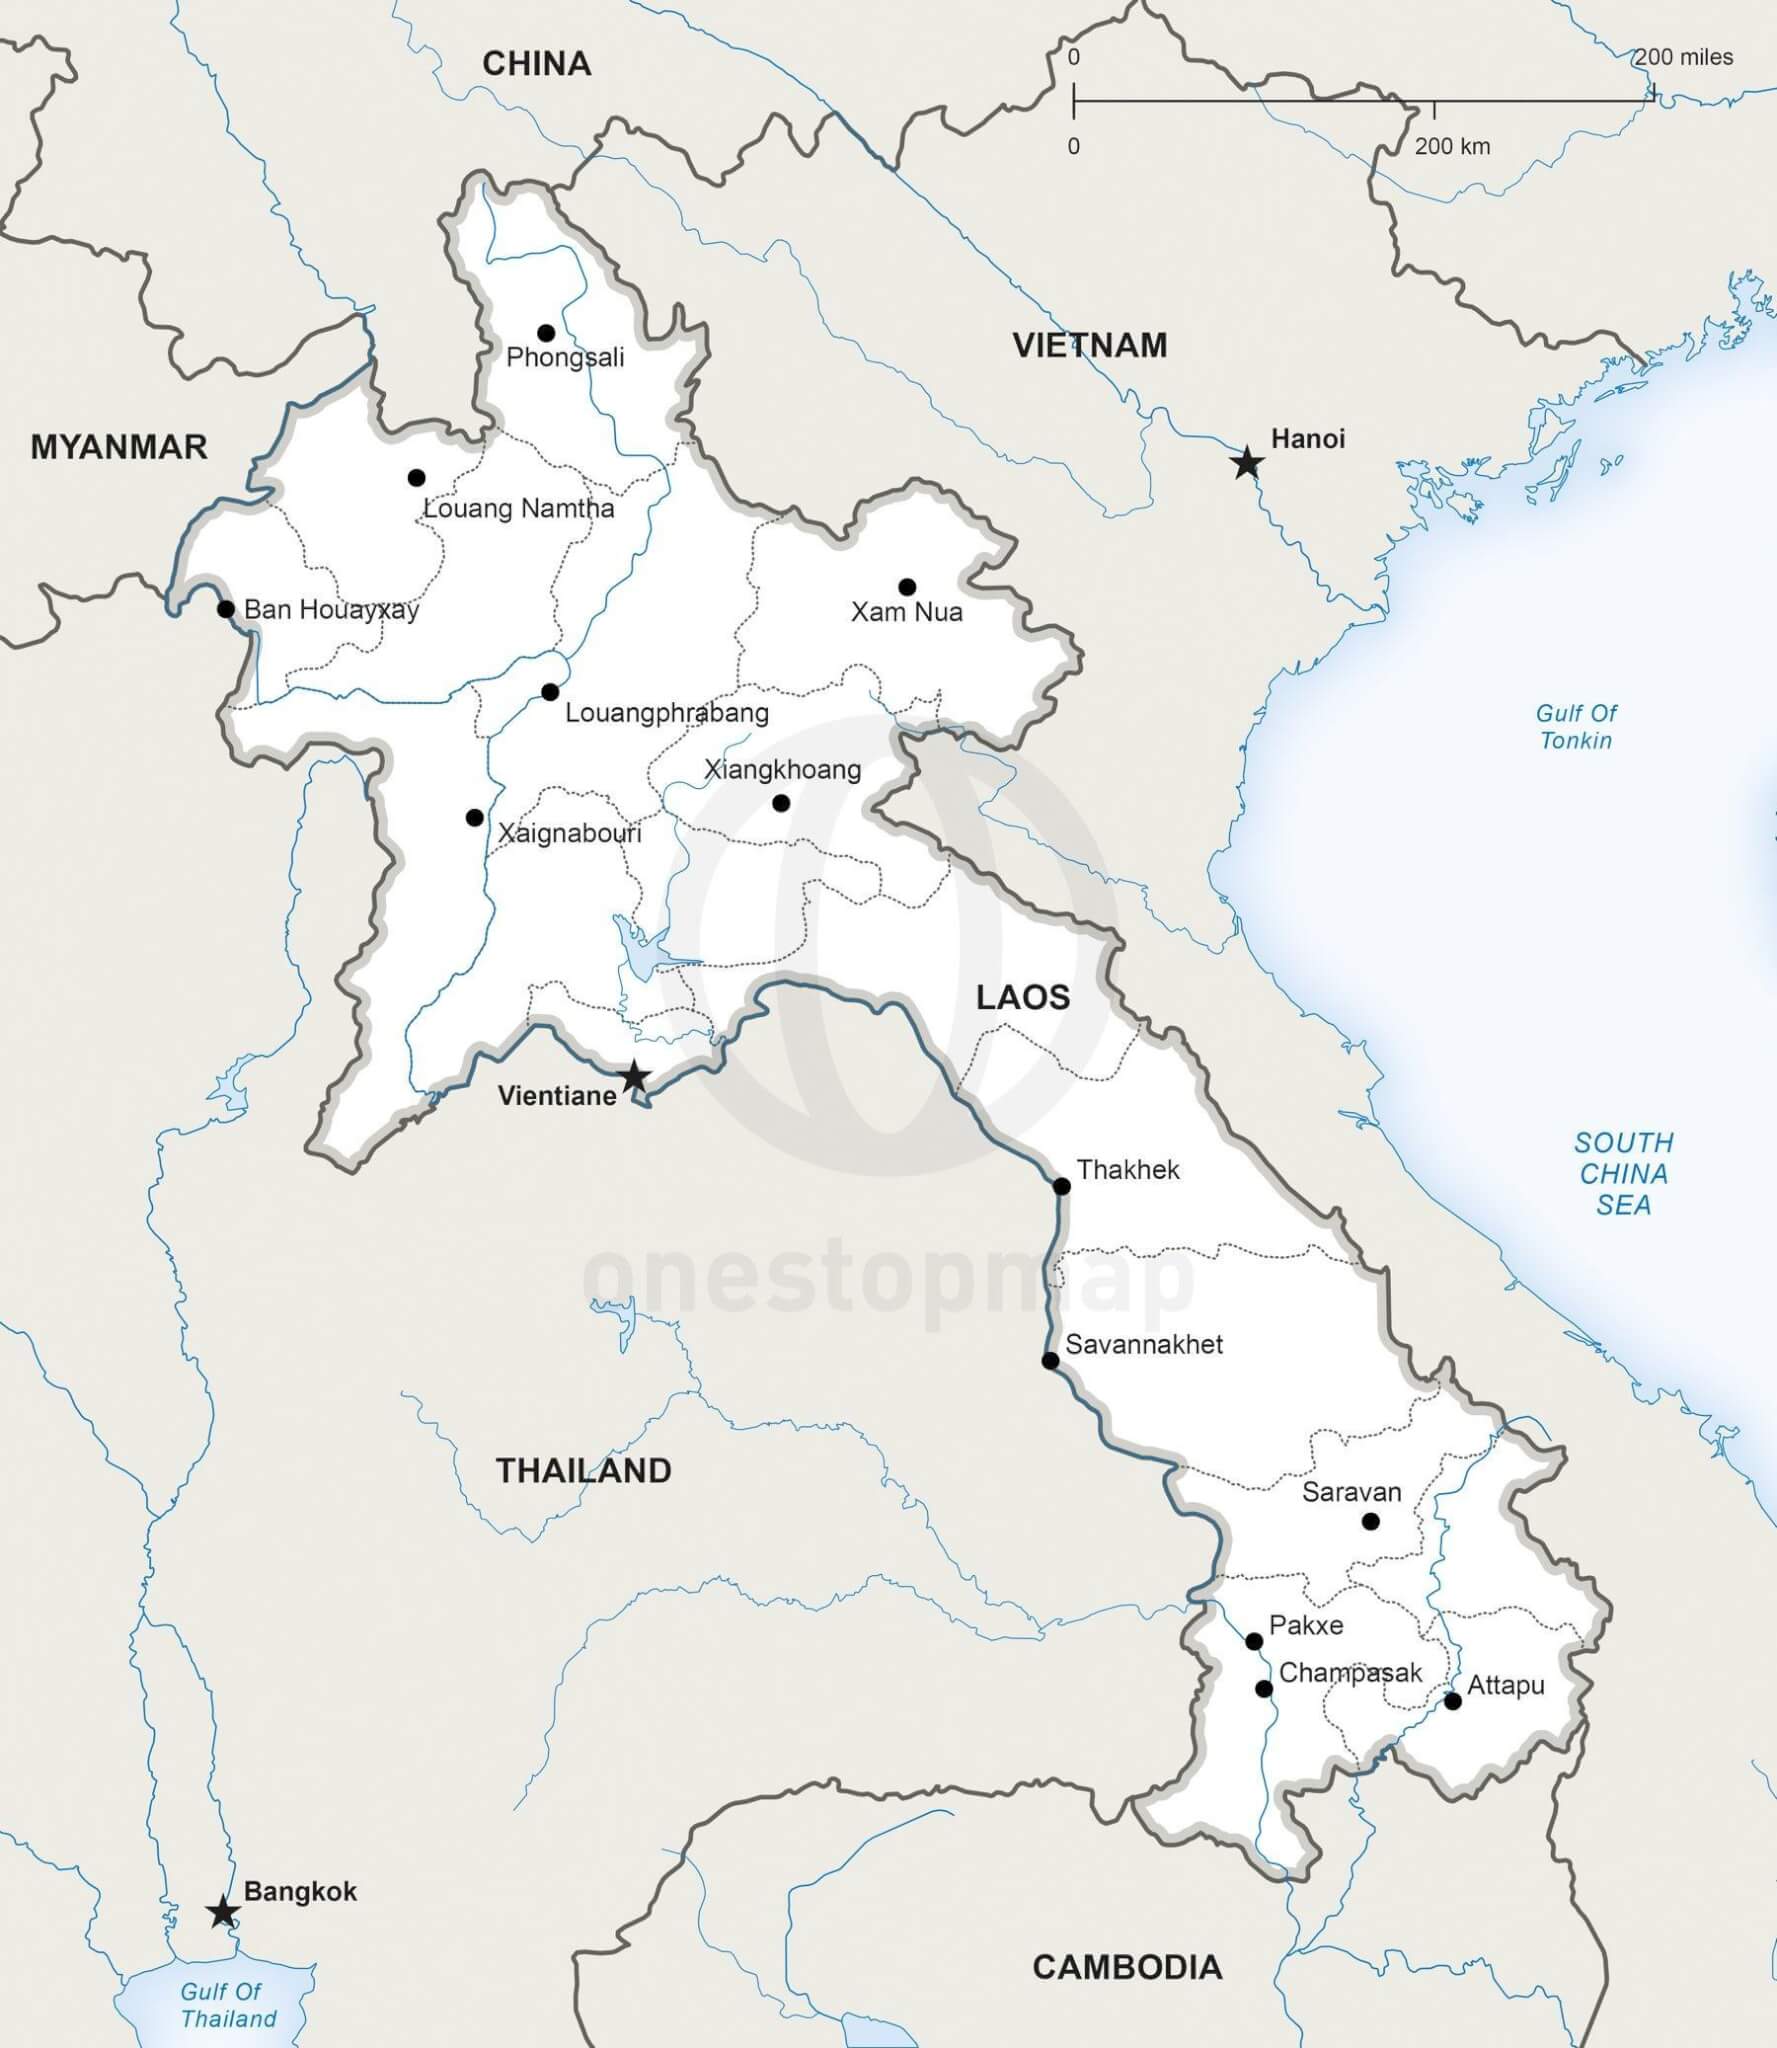 CHINA
0
200 miles
0
200 km
Phongsali
VIETNAM
MYANMAR
Hanoi
Louang Namtha
Ban Houayxay
Xam Nua
Louangphrabang
Gulf Of
Tonkin
Xiangkhoang
Xaignabouri
LAOS
Vientiane
Thakhek
SOUTH
CHINA
SEA
onestopmap
Savannakhet
THAILAND
Saravan
Pakxe
Champasak
Attapu
Bangkok
CAMBODIA
Gulf Of
Thailand